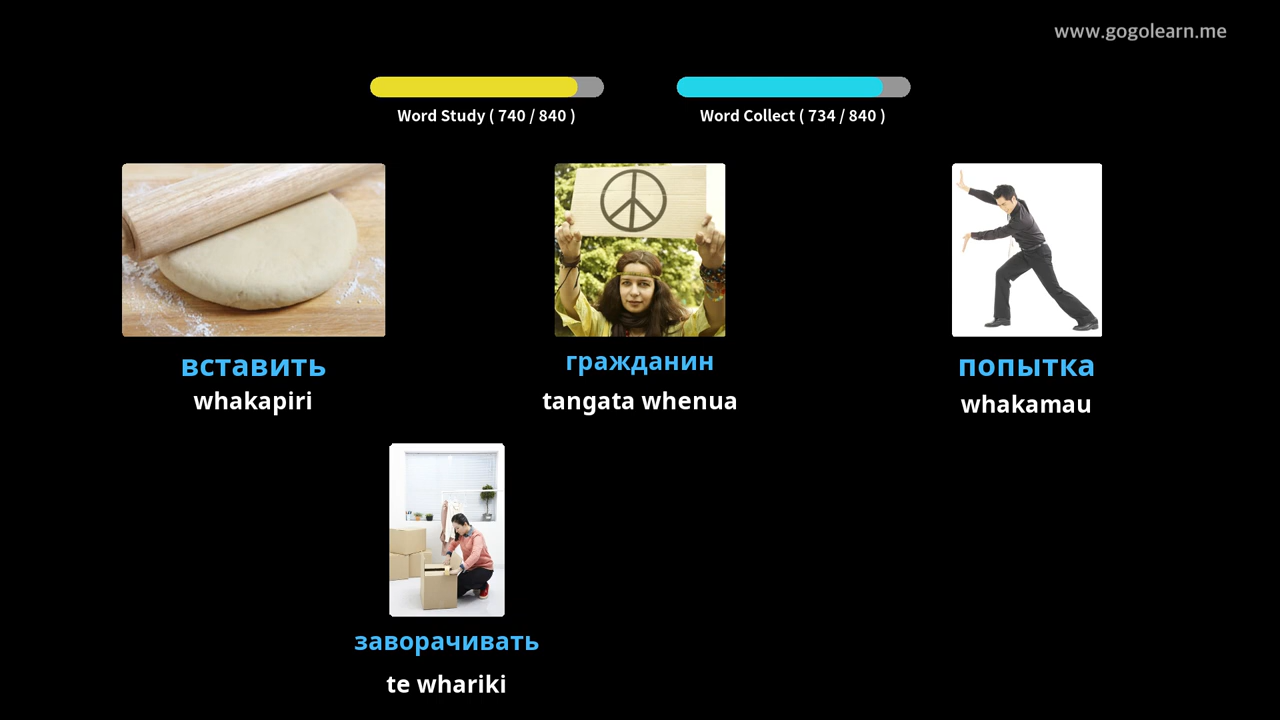 www.gogolearn.me
Word Study ( 740 / 840 )
Word Collect ( 734 / 840 )
вставить
whakapiri
гражданин
tangata whenua
попытка
whakamau
заворачивать
te whariki